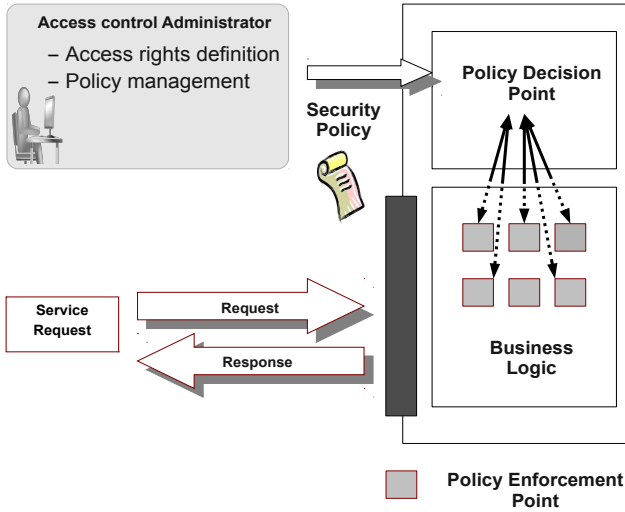 Access control Administrator
– Access rights definition
– Policy management
Security
Policy
Policy Decision
Point
Service
Request
Request
Response
Business
Logic
Policy Enforcement
Point